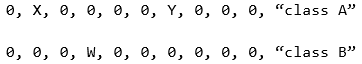 0, X, 0, 0, 0, 0, Y, 0, 0, 0, “class A”
0, 0, 0, W, 0, 0, 0, 0, 0, 0, “class B”